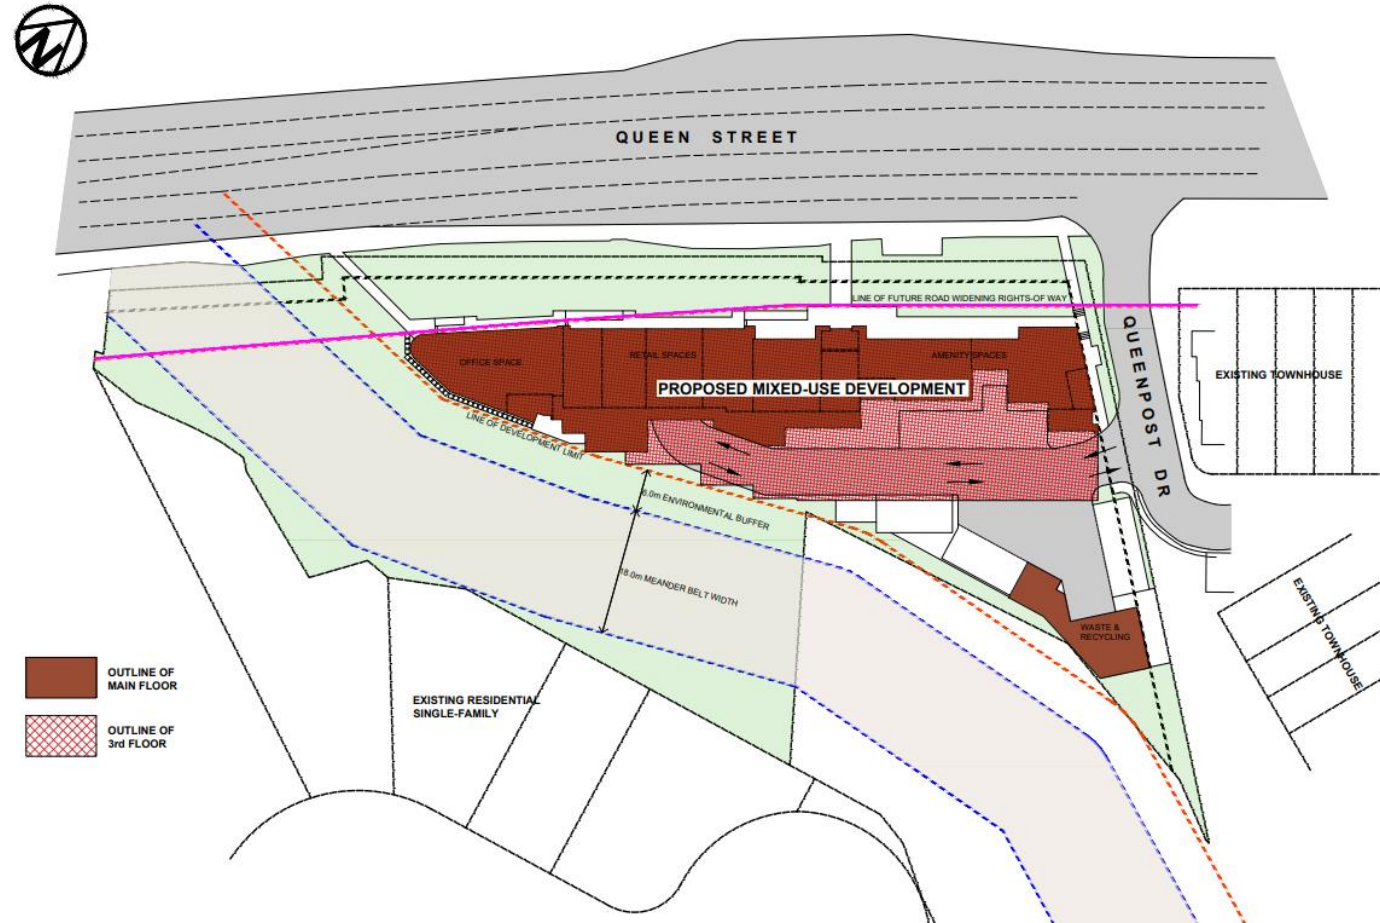 N
QUEEN STREET
LINE OF FUTURE ROAD WIDENING RIGHTS-OF WAY
OFFICE SPACE
RETAIL SPACES
AMENITY SPACES
PROPOSED MIXED-USE DEVELOPMENT
QUEENPOST DR
EXISTING TOWNHOUSE
LINE OF DEVELOPMENT LIMIT
6.0m ENVIRONMENTAL BUFFER
18.0m MEANDER BELT WIDTH
EXISTING TOWNHOUSE
WASTE &
RECYCLING
EXISTING RESIDENTIAL
SINGLE-FAMILY
OUTLINE OF
MAIN FLOOR
OUTLINE OF
3rd FLOOR